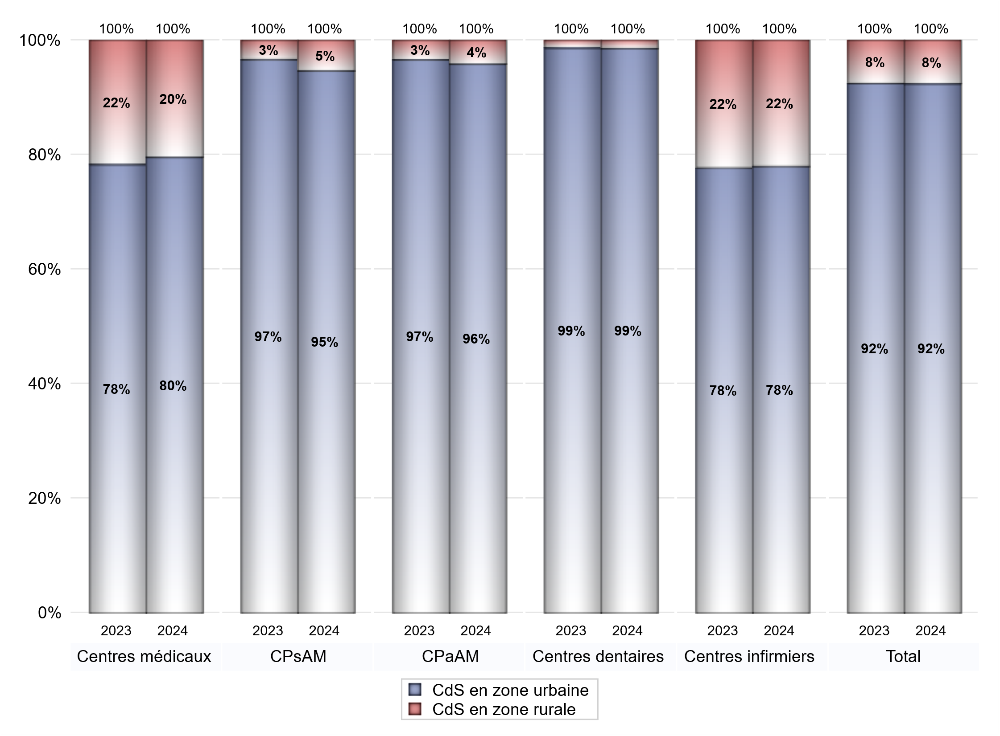 100% 100% 100% 100% 100% 100% 100% 100% 100% 100% 100% 100%
100%
3% 5% 3% 4% 8% 8%
22% 20% 22% 22%
80%
60%
97% 95% 97% 96% 99% 99% 92% 92%
40%
78% 80% 78% 78%
20%
0%
2023 2024 2023 2024 2023 2024 2023 2024 2023 2024 2023 2024
Centres médicaux CPsAM CPaAM Centres dentaires Centres infirmiers Total
CdS en zone urbaine
CdS en zone rurale